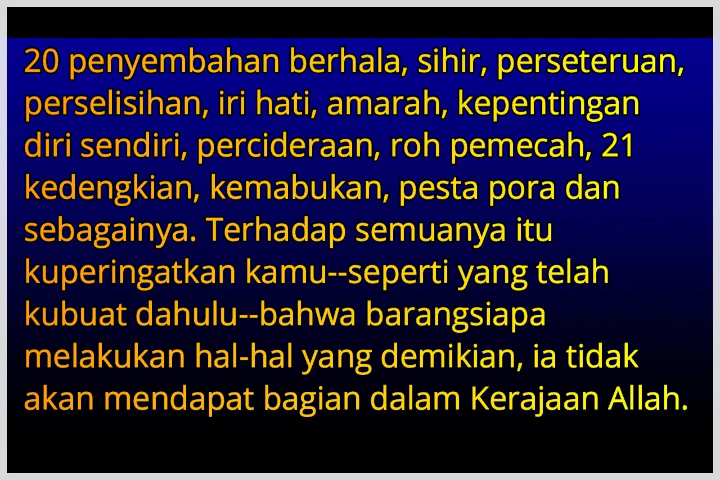 20 penyembahan berhala, sihir, perseteruan,
perselisihan, iri hati, amarah, kepentingan
diri sendiri, percideraan, roh pemecah, 21
kedengkian, kemabukan, pesta pora dan
sebagainya. Terhadap semuanya itu
kuperingatkan kamu--seperti yang telah
kubuat dahulu--bahwa barangsiapa
melakukan hal-hal yang demikian, ia tidak
akan mendapat bagian dalam Kerajaan Allah.